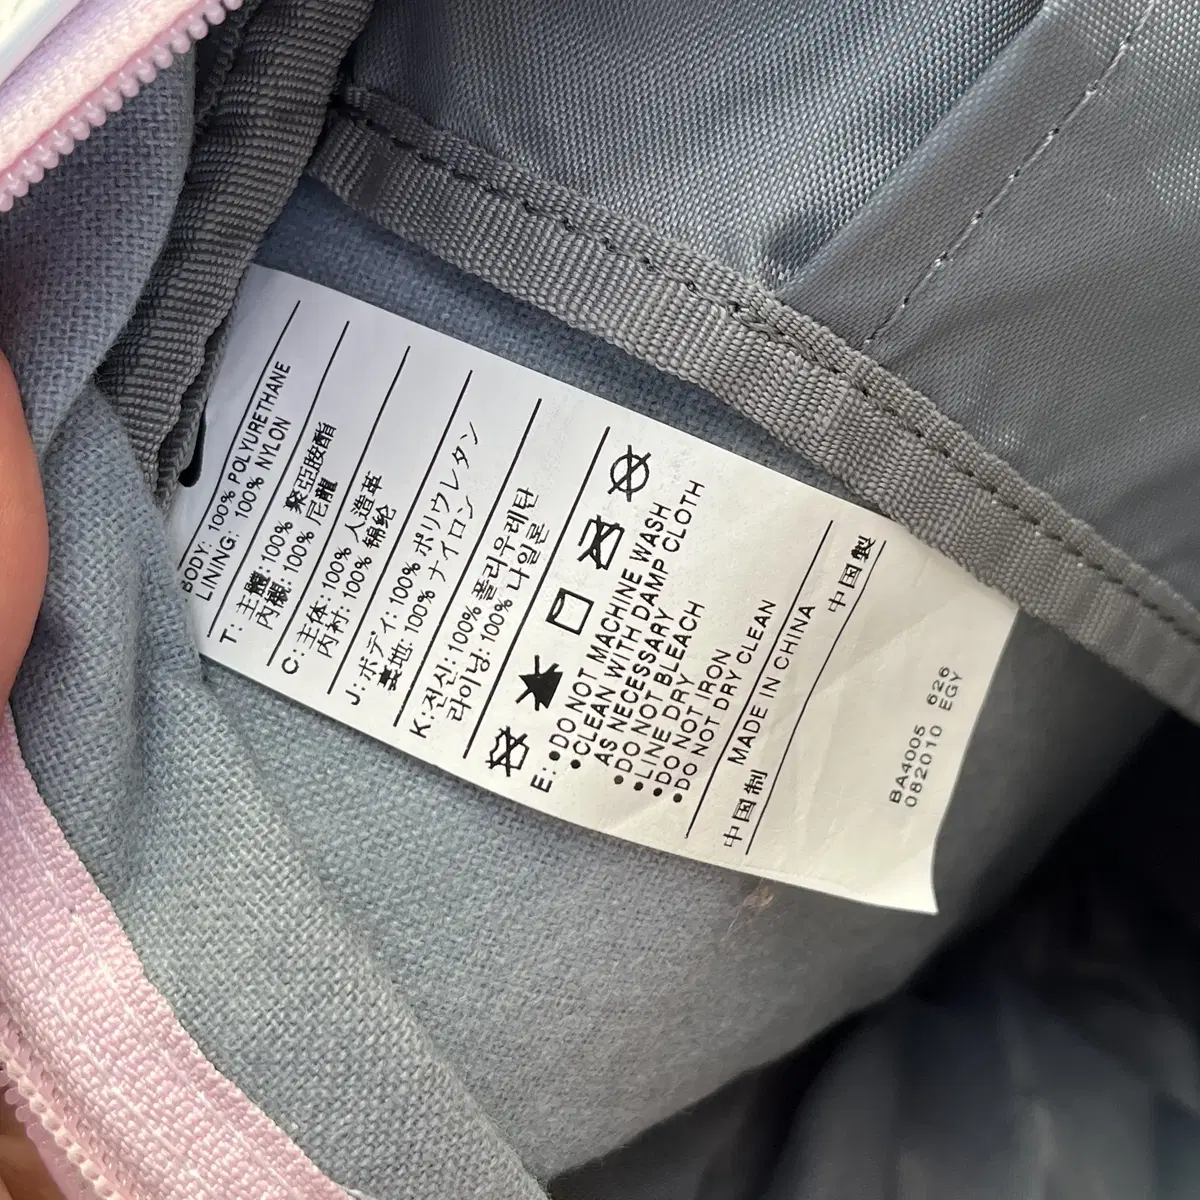 BODY: 100% POLYURETHANE
LINING: 100% NYLON
T: 主體: 100% 聚亞胺酯
內襯: 100% 尼龍
C: 主体: 100% 人造革
内衬: 100% 锦纶
J: ボディ: 100% ポリウレタン
裏地: 100% ナイロン
K: 전신: 100% 폴리우레탄
라이닝: 100% 나일론
E: •DO NOT MACHINE WASH
•CLEAN WITH DAMP CLOTH
AS NECESSARY
•DO NOT BLEACH
•LINE DRY
•DO NOT IRON
•DO NOT DRY CLEAN
中国制 MADE IN CHINA
中国製
BA4005 626
082010 EGY